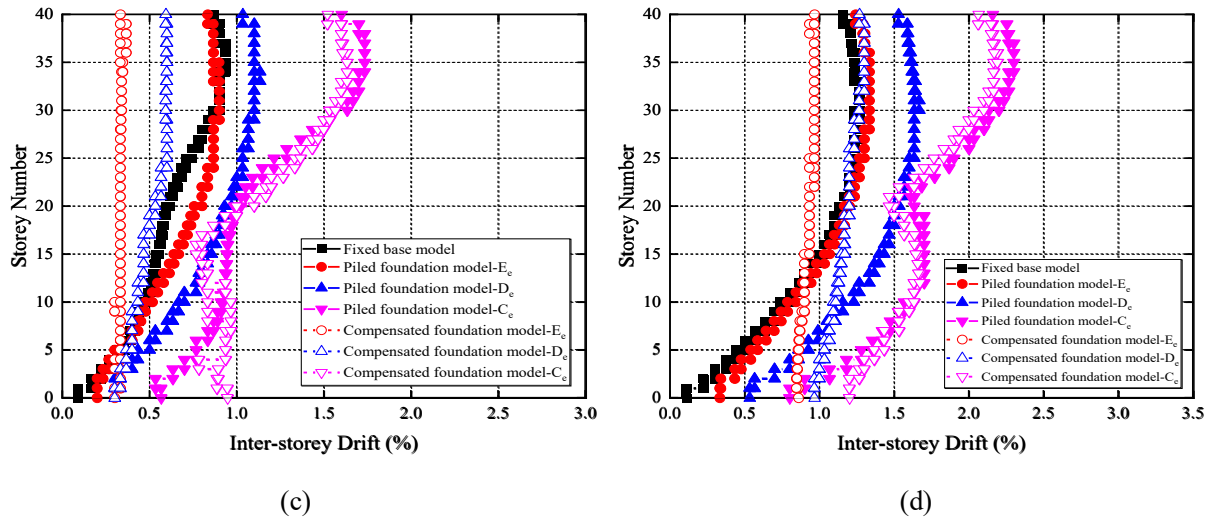 40
35
30
25
20
15
10
5
0
Storey Number
Fixed base model
Piled foundation model-Ee
Piled foundation model-De
Piled foundation model-Ce
Compensated foundation model-Ee
Compensated foundation model-De
Compensated foundation model-Ce
0.0 0.5 1.0 1.5 2.0 2.5 3.0
Inter-storey Drift (%)
(c)
40
35
30
25
20
15
10
5
0
Storey Number
Fixed base model
Piled foundation model-Ee
Piled foundation model-De
Piled foundation model-Ce
Compensated foundation model-Ee
Compensated foundation model-De
Compensated foundation model-Ce
0.0 0.5 1.0 1.5 2.0 2.5 3.0 3.5
Inter-storey Drift (%)
(d)